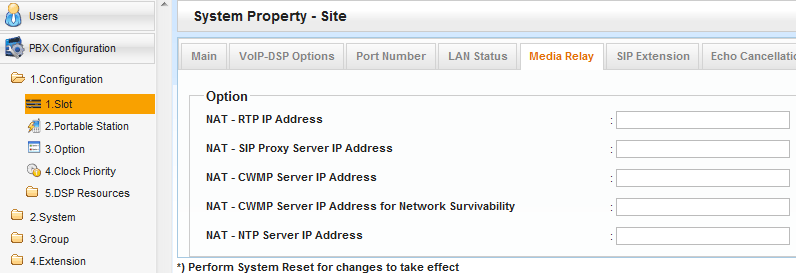 Users
PBX Configuration
1.Configuration
1.Slot
2.Portable Station
3.Option
4.Clock Priority
5.DSP Resources
2.System
3.Group
4.Extension
System Property - Site
Main VoIP-DSP Options Port Number LAN Status Media Relay SIP Extension Echo Cancellati
Option
NAT - RTP IP Address :
NAT - SIP Proxy Server IP Address :
NAT - CWMP Server IP Address :
NAT - CWMP Server IP Address for Network Survivability :
NAT - NTP Server IP Address :
*) Perform System Reset for changes to take effect